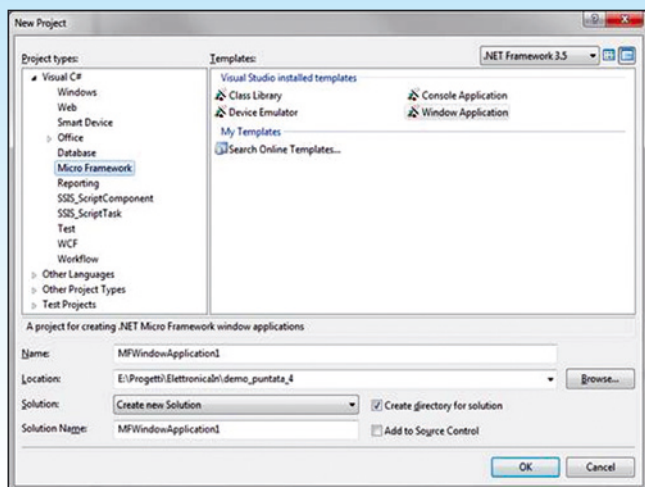 New Project
Project types:
Templates:
.NET Framework 3.5
Visual C#
Windows
Web
Smart Device
Office
Database
Micro Framework
Reporting
SSIS_ScriptComponent
SSIS_ScriptTask
Test
WCF
Workflow
Other Languages
Other Project Types
Test Projects
Visual Studio installed templates
Class Library
Console Application
Device Emulator
Window Application
My Templates
Search Online Templates...
A project for creating .NET Micro Framework window applications
Name: MFWindowApplication1
Location: E:\Progetti\ElettronicaIn\demo_puntata_4 Browse...
Solution: Create new Solution Create directory for solution
Solution Name: MFWindowApplication1 Add to Source Control
OK Cancel